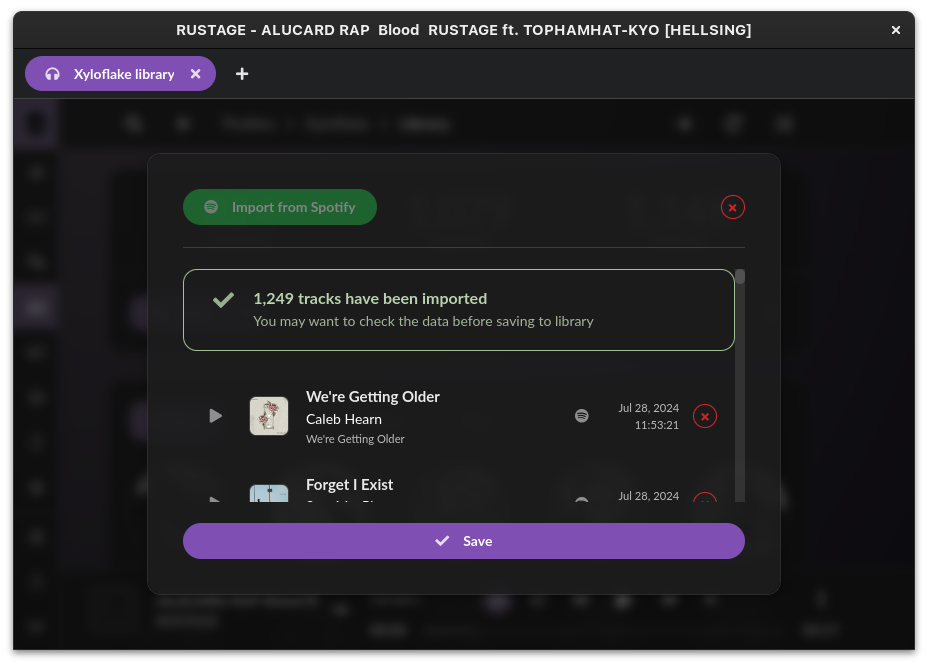 RUSTAGE - ALUCARD RAP  Blood  RUSTAGE ft. TOPHAMHAT-KYO [HELLSING]
Xyloflake library
Import from Spotify
1,249 tracks have been imported
You may want to check the data before saving to library
We're Getting Older
Caleb Hearn
We're Getting Older
Jul 28, 2024
11:53:21
Forget I Exist
Jul 28, 2024
Save